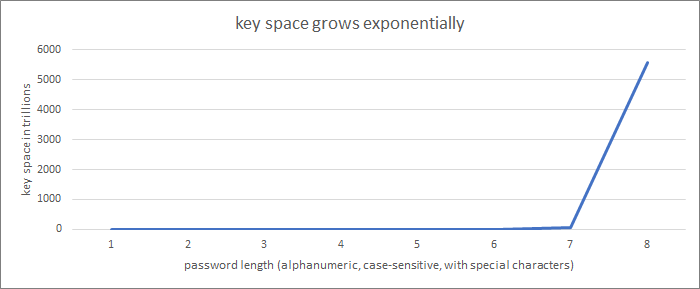 key space grows exponentially
6000
5000
4000
3000
2000
1000
0
key space in trillions
1 2 3 4 5 6 7 8
password length (alphanumeric, case-sensitive, with special characters)